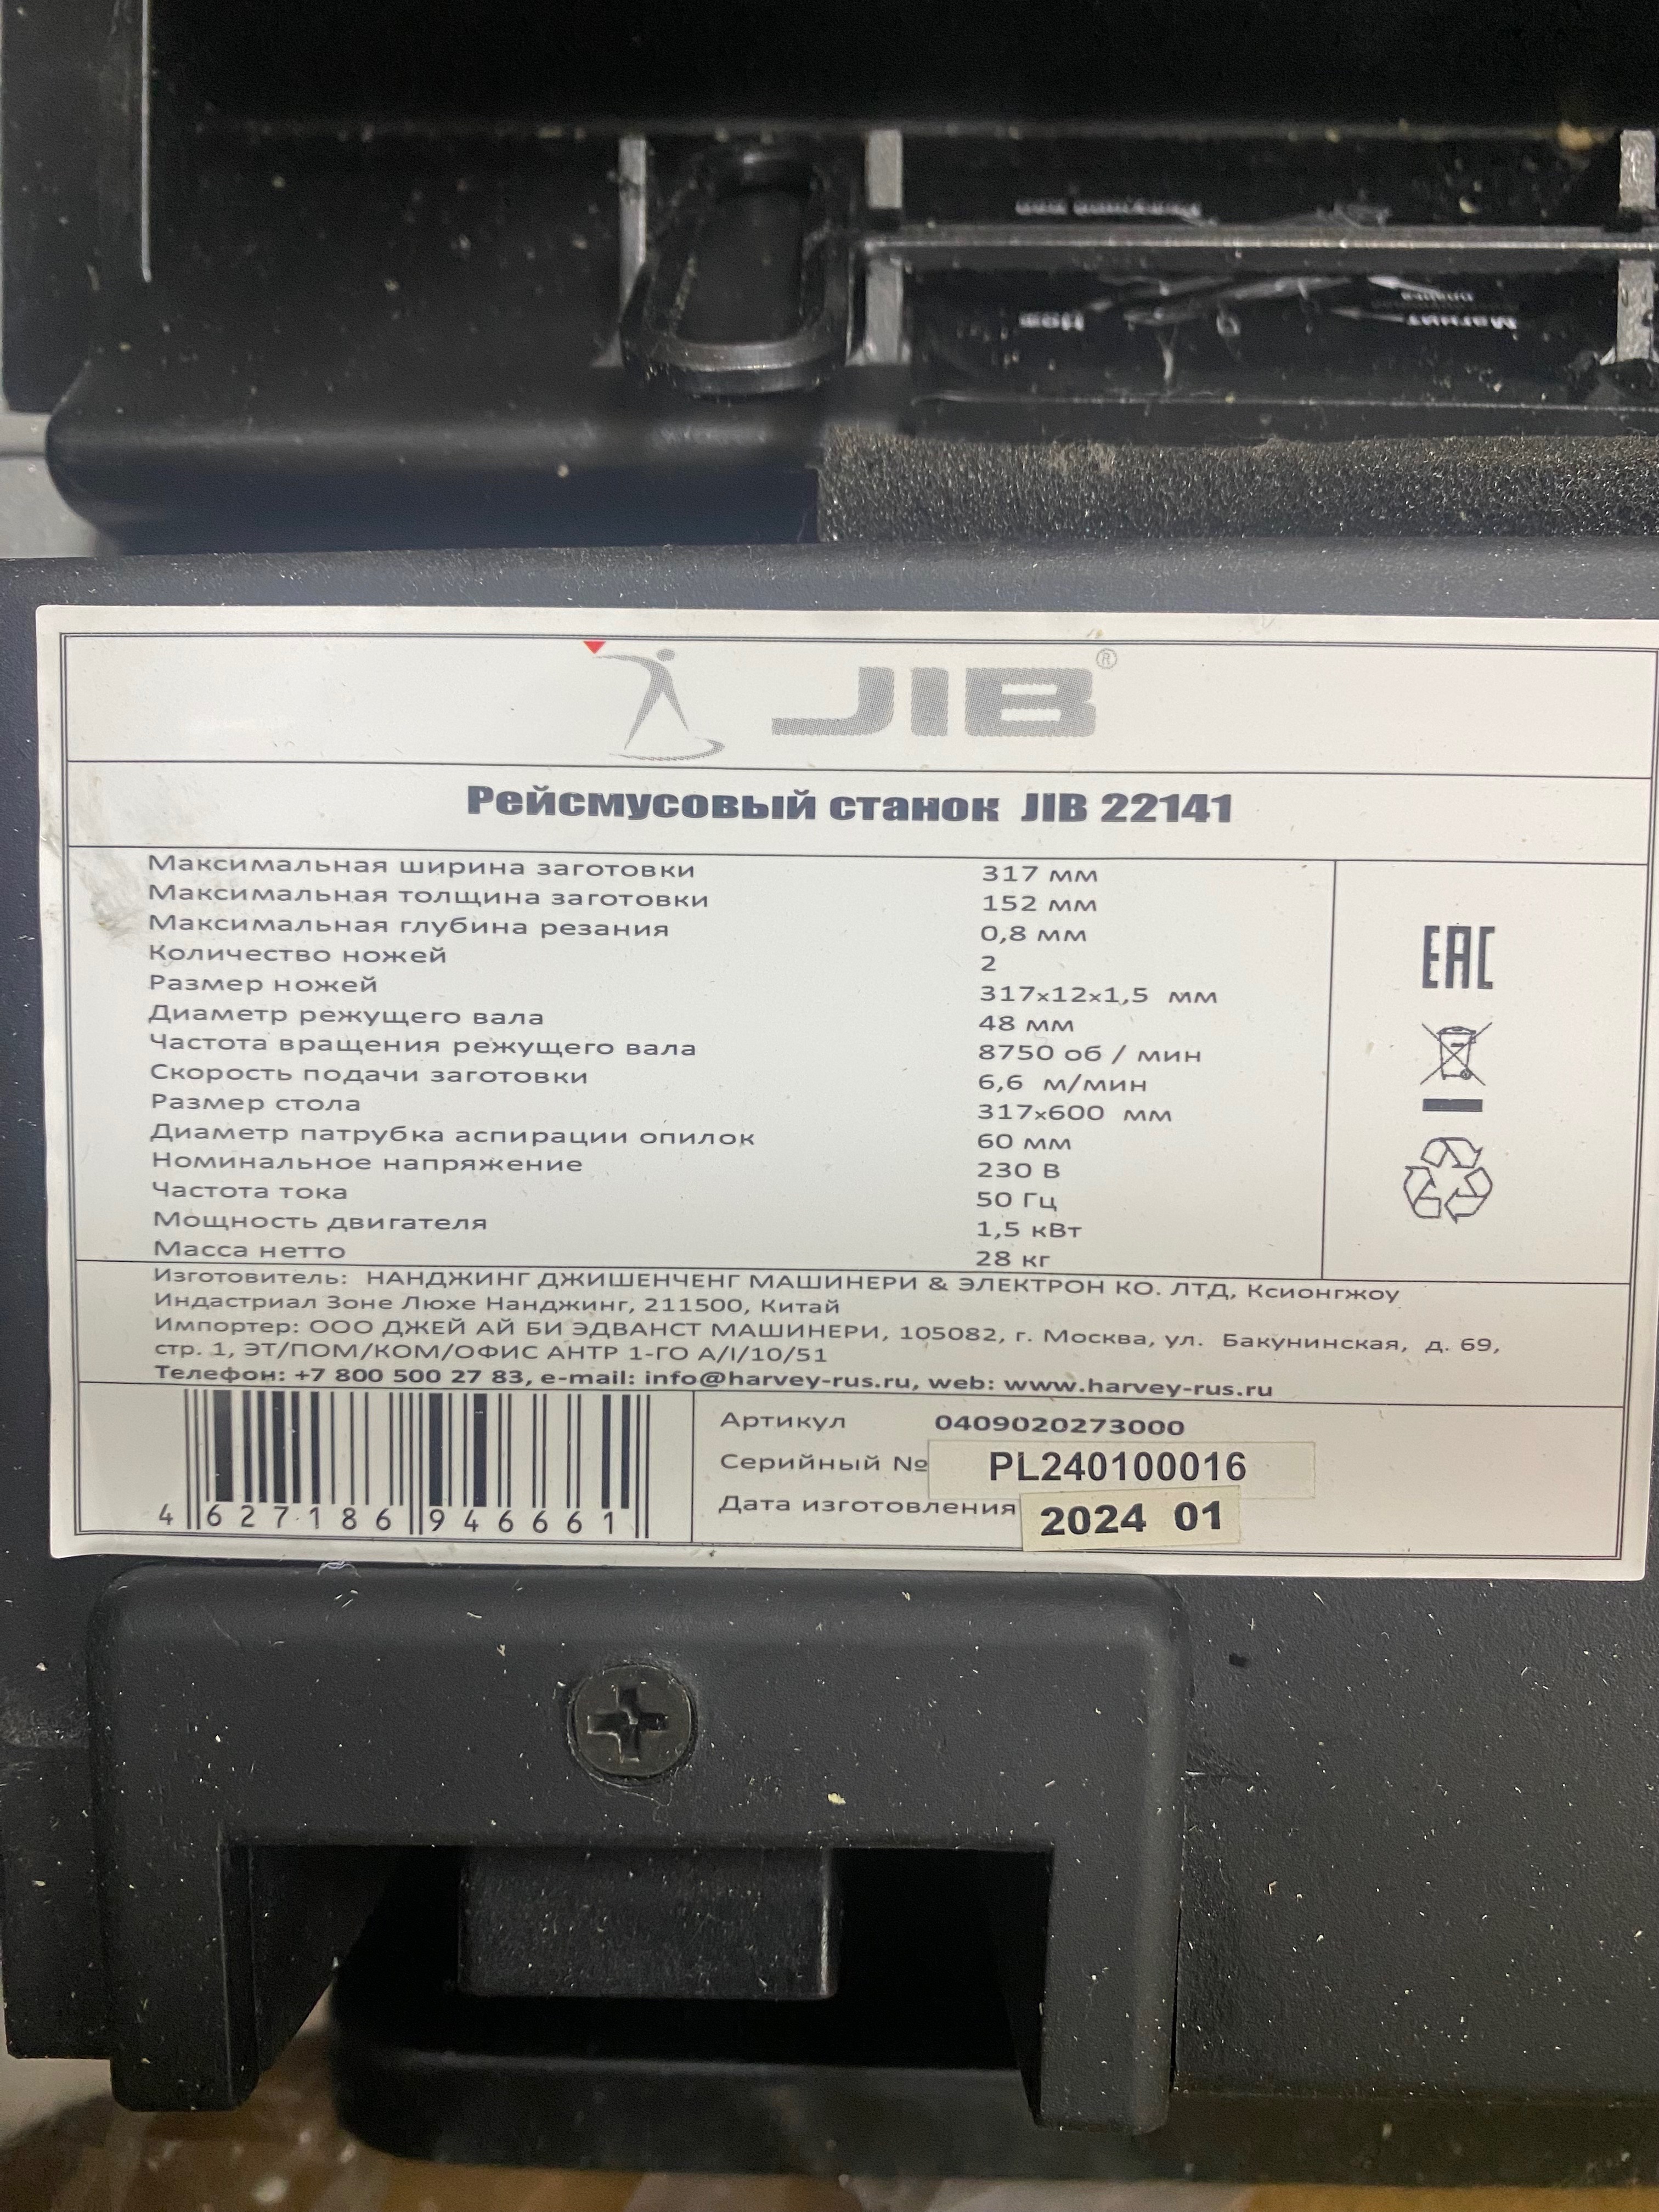 Нож
Магнит
JIB®
Рейсмусовый станок JIB 22141
Максимальная ширина заготовки 317 мм
Максимальная толщина заготовки 152 мм
Максимальная глубина резания 0,8 мм
Количество ножей 2
Размер ножей 317x12x1,5 мм
Диаметр режущего вала 48 мм
Частота вращения режущего вала 8750 об / мин
Скорость подачи заготовки 6,6 м/мин
Размер стола 317x600 мм
Диаметр патрубка аспирации опилок 60 мм
Номинальное напряжение 230 В
Частота тока 50 Гц
Мощность двигателя 1,5 кВт
Масса нетто 28 кг
EAC
Изготовитель: НАНДЖИНГ ДЖИШЕНЧЕНГ МАШИНЕРИ & ЭЛЕКТРОН КО. ЛТД, Ксионгжоу
Индастриал Зоне Люхе Нанджинг, 211500, Китай
Импортер: ООО ДЖЕЙ АЙ БИ ЭДВАНСТ МАШИНЕРИ, 105082, г. Москва, ул. Бакунинская, д. 69,
стр. 1, ЭТ/ПОМ/КОМ/ОФИС АНТР 1-ГО А/I/10/51
Телефон: +7 800 500 27 83, e-mail: info@harvey-rus.ru, web: www.harvey-rus.ru
4 627186 946661
Артикул 0409020273000
Серийный № PL240100016
Дата изготовления 2024 01